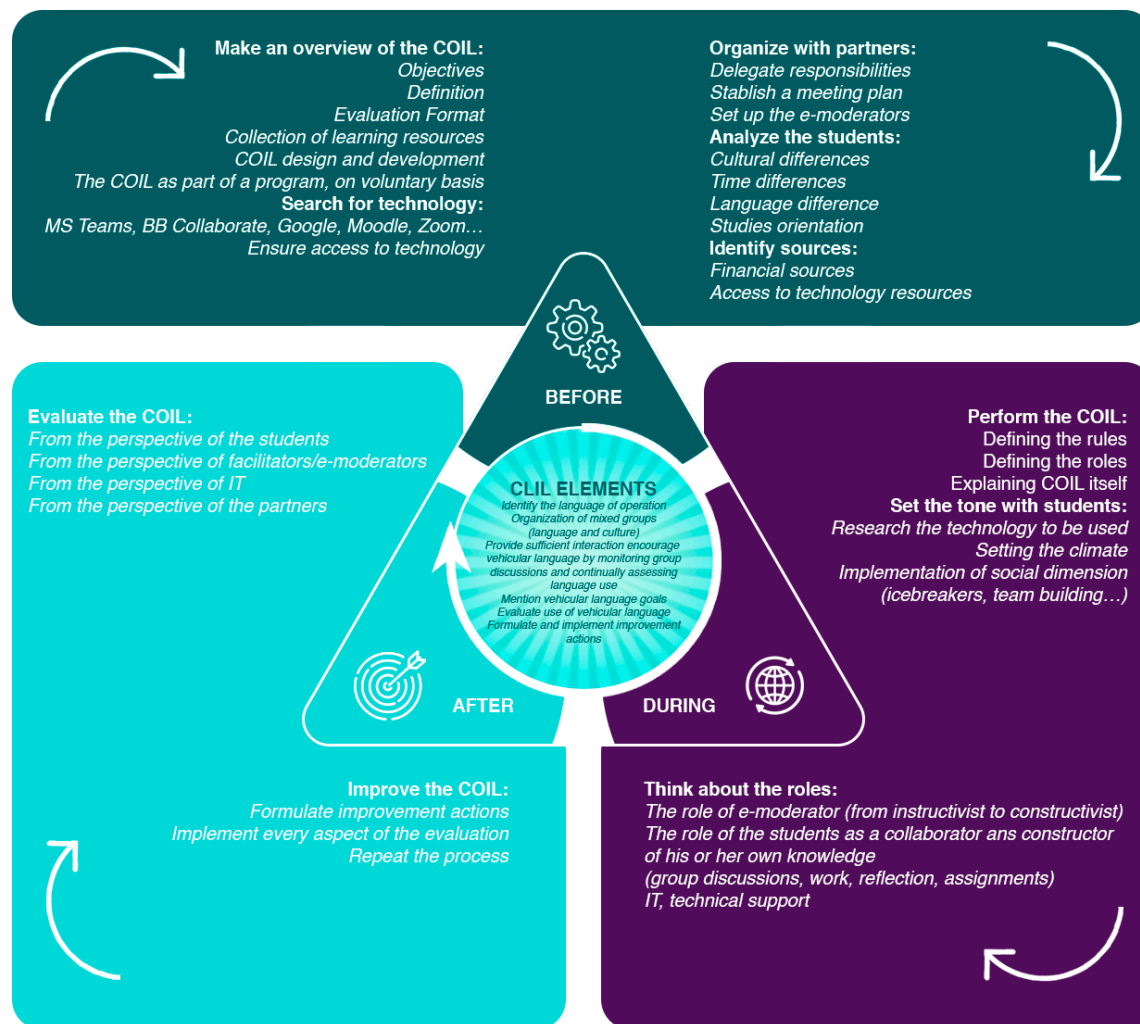 Make an overview of the COIL:
Objectives
Definition
Evaluation Format
Collection of learning resources
COIL design and development
The COIL as part of a program, on voluntary basis
Search for technology:
MS Teams, BB Collaborate, Google, Moodle, Zoom…
Ensure access to technology
Organize with partners:
Delegate responsibilities
Stablish a meeting plan
Set up the e-moderators
Analyze the students:
Cultural differences
Time differences
Language difference
Studies orientation
Identify sources:
Financial sources
Access to technology resources
BEFORE
Evaluate the COIL:
From the perspective of the students
From the perspective of facilitators/e-moderators
From the perspective of IT
From the perspective of the partners
CLIL ELEMENTS
Identify the language of operation
Organization of mixed groups
(language and culture)
Provide sufficient interaction encourage
vehicular language by monitoring group
discussions and continually assessing
language use
Mention vehicular language goals
Evaluate use of vehicular language
Formulate and implement improvement
actions
Perform the COIL:
Defining the rules
Defining the roles
Explaining COIL itself
Set the tone with students:
Research the technology to be used
Setting the climate
Implementation of social dimension
(icebreakers, team building…)
AFTER
DURING
Improve the COIL:
Formulate improvement actions
Implement every aspect of the evaluation
Repeat the process
Think about the roles:
The role of e-moderator (from instructivist to constructivist)
The role of the students as a collaborator ans constructor
of his or her own knowledge
(group discussions, work, reflection, assignments)
IT, technical support